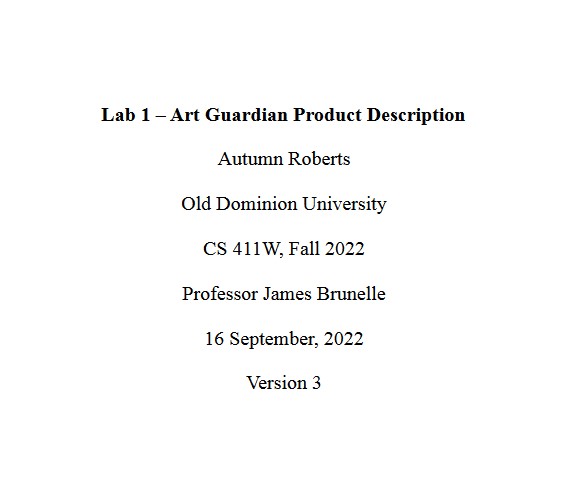 Lab 1 – Art Guardian Product Description
Autumn Roberts
Old Dominion University
CS 411W, Fall 2022
Professor James Brunelle
16 September, 2022
Version 3